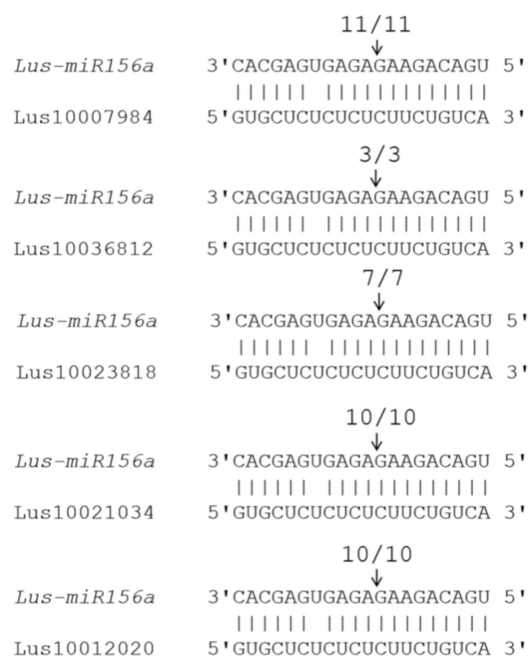 11/11
↓
Lus-miR156a 3'CACGAGUGAGAGAAGACAGU 5'
|||||| |||||||||||||
Lus10007984 5'GUGCUCUCUCUCUUCUGUCA 3'
3/3
↓
Lus-miR156a 3'CACGAGUGAGAGAAGACAGU 5'
|||||| |||||||||||||
Lus10036812 5'GUGCUCUCUCUCUUCUGUCA 3'
7/7
↓
Lus-miR156a 3'CACGAGUGAGAGAAGACAGU 5'
|||||| |||||||||||||
Lus10023818 5'GUGCUCUCUCUCUUCUGUCA 3'
10/10
↓
Lus-miR156a 3'CACGAGUGAGAGAAGACAGU 5'
|||||| |||||||||||||
Lus10021034 5'GUGCUCUCUCUCUUCUGUCA 3'
10/10
↓
Lus-miR156a 3'CACGAGUGAGAGAAGACAGU 5'
|||||| |||||||||||||
Lus10012020 5'GUGCUCUCUCUCUUCUGUCA 3'